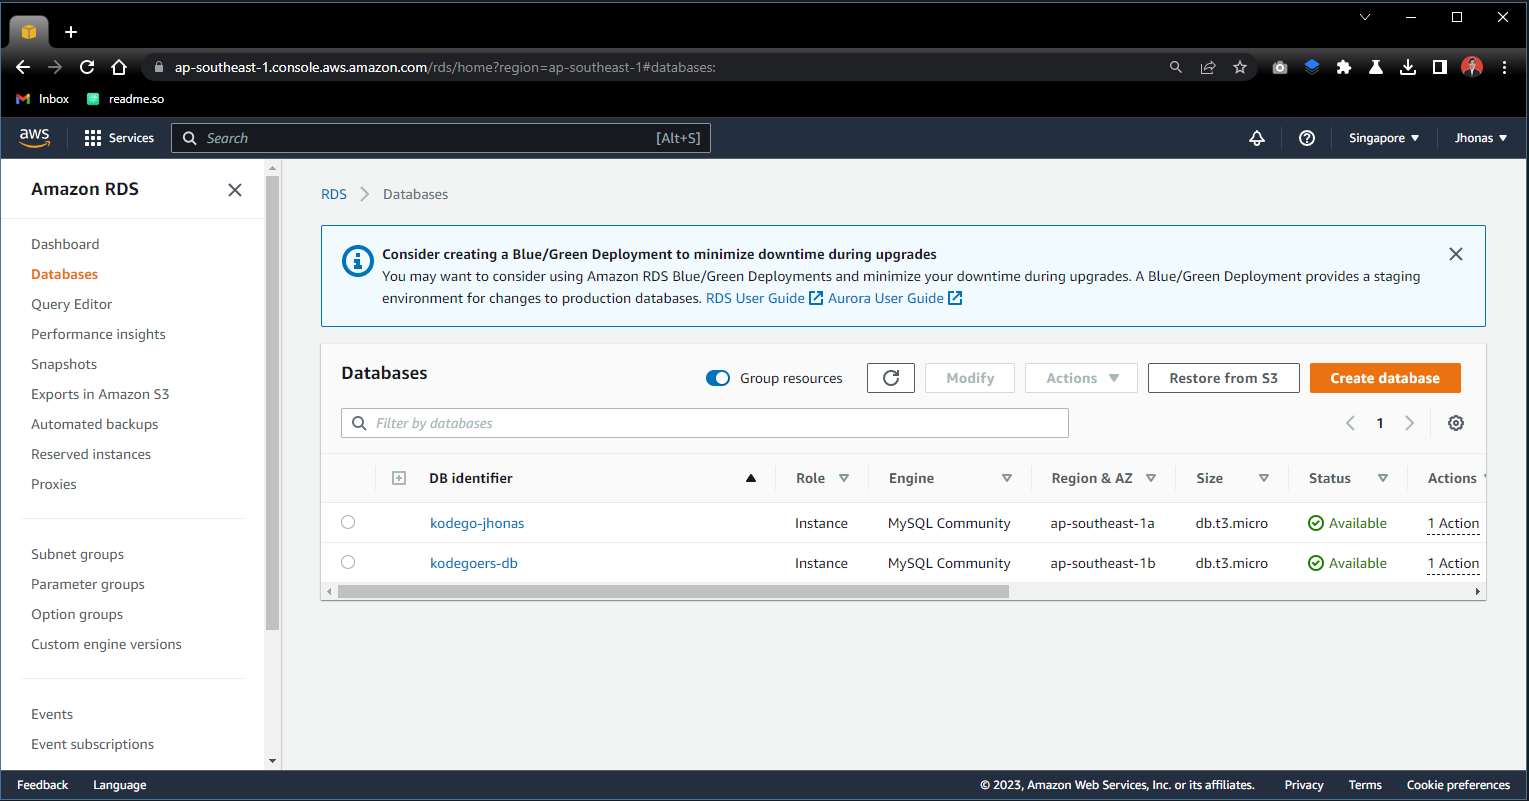 ap-southeast-1.console.aws.amazon.com/rds/home?region=ap-southeast-1#databases:
Inbox readme.so
aws Services Search [Alt+S] Singapore Jhonas
Amazon RDS
Dashboard
Databases
Query Editor
Performance insights
Snapshots
Exports in Amazon S3
Automated backups
Reserved instances
Proxies
Subnet groups
Parameter groups
Option groups
Custom engine versions
Events
Event subscriptions
RDS Databases
Consider creating a Blue/Green Deployment to minimize downtime during upgrades
You may want to consider using Amazon RDS Blue/Green Deployments and minimize your downtime during upgrades. A Blue/Green Deployment provides a staging
environment for changes to production databases. RDS User Guide Aurora User Guide
Databases Group resources Modify Actions Restore from S3 Create database
Filter by databases 1
DB identifier Role Engine Region & AZ Size Status Actions
kodego-jhonas Instance MySQL Community ap-southeast-1a db.t3.micro Available 1 Action
kodegoers-db Instance MySQL Community ap-southeast-1b db.t3.micro Available 1 Action
Feedback Language © 2023, Amazon Web Services, Inc. or its affiliates. Privacy Terms Cookie preferences